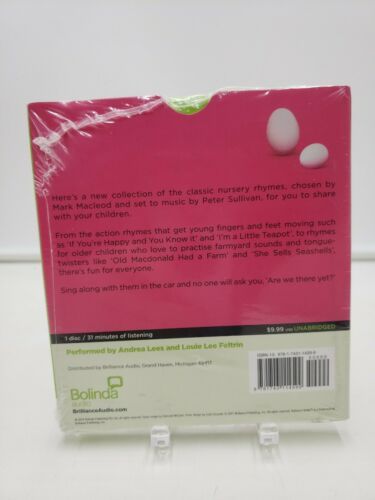 Here's a new collection of the classic nursery rhymes, chosen by
Mark Macleod and set to music by Peter Sullivan, for you to share
with your children.
From the action rhymes that get young fingers and feet moving such
as 'If You're Happy and You Know it' and 'I'm a Little Teapot', to rhymes
for older children who love to practise farmyard sounds and tongue-
twisters like 'Old Macdonald Had a Farm' and 'She Sells Seashells',
there's fun for everyone.
Sing along with them in the car and no one will ask you, 'Are we there yet?'
1 disc / 31 minutes of listening
$9.99 USD UNABRIDGED
Performed by Andrea Lees and Louie Lee Feltrin
Distributed by Brilliance Audio, Grand Haven, Michigan 49417
Bolinda
audio
BrillianceAudio.com